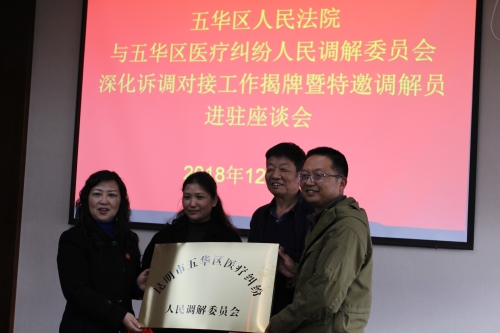 五华区人民法院
与五华区医疗纠纷人民调解委员会
深化诉调对接工作揭牌暨特邀调解员
进驻座谈会
2018年12
昆明市五华区医疗纠纷
人民调解委员会